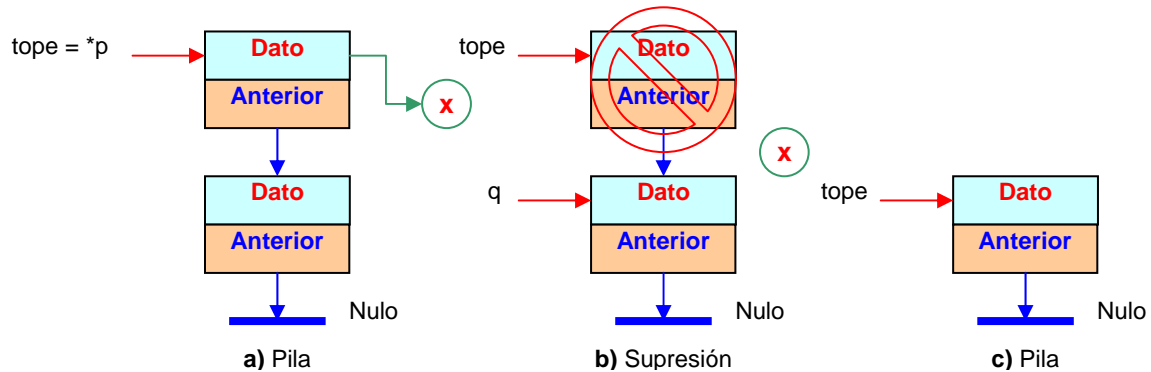 tope = *p
Dato
Anterior
x
Dato
Anterior
Nulo
a) Pila
tope
Dato
Anterior
x
q
Dato
Anterior
Nulo
b) Supresión
tope
Dato
Anterior
Nulo
c) Pila